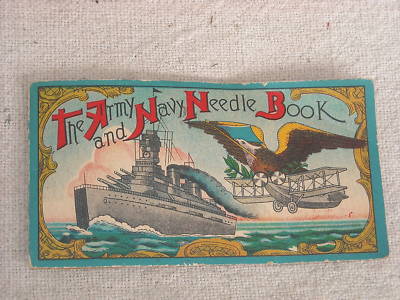 The Army Navy Needle Book
and